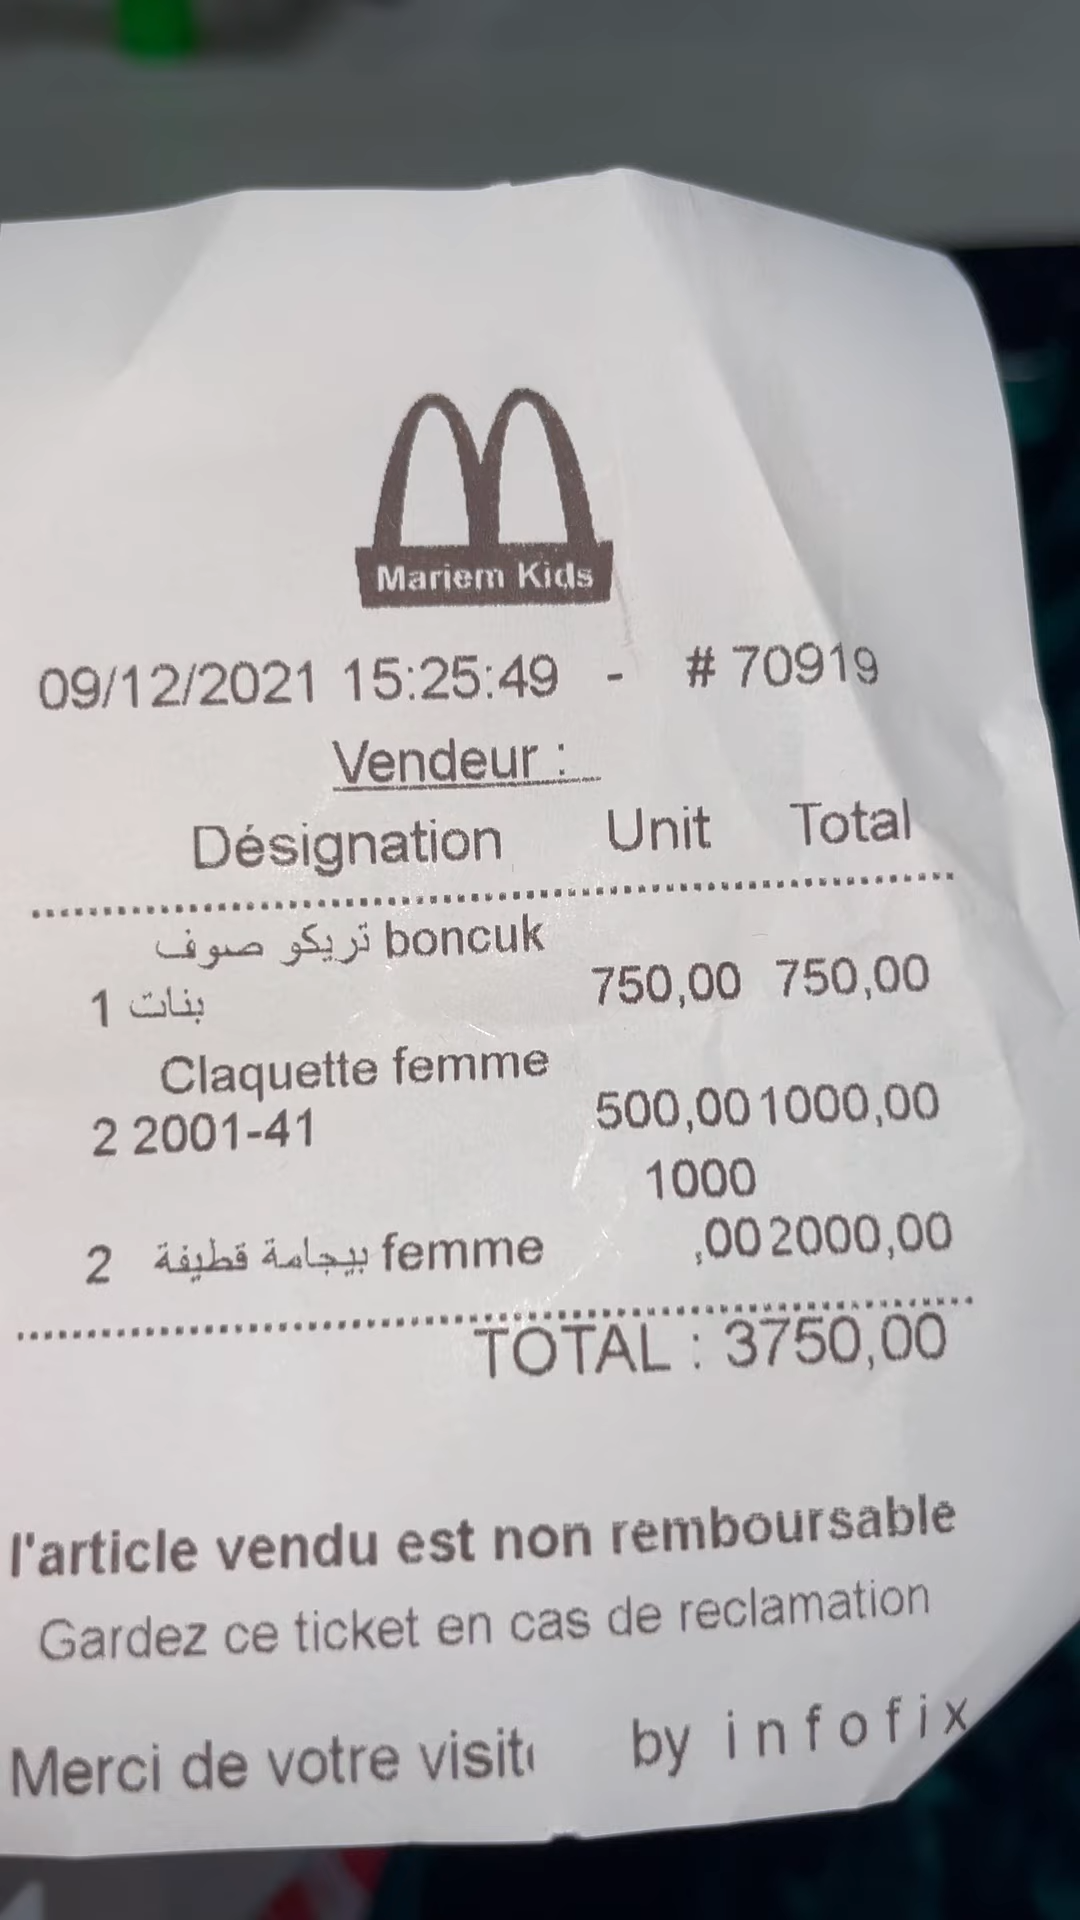 Mariem Kids
09/12/2021 15:25:49 - # 70919
Vendeur :
Désignation Unit Total
تريكو صوف boncuk
1 بنات 750,00 750,00
Claquette femme
2 2001-41 500,00 1000,00
1000
2 بيجامة قطيفة femme ,00 2000,00
TOTAL : 3750,00
l'article vendu est non remboursable
Gardez ce ticket en cas de reclamation
Merci de votre visit by infofix